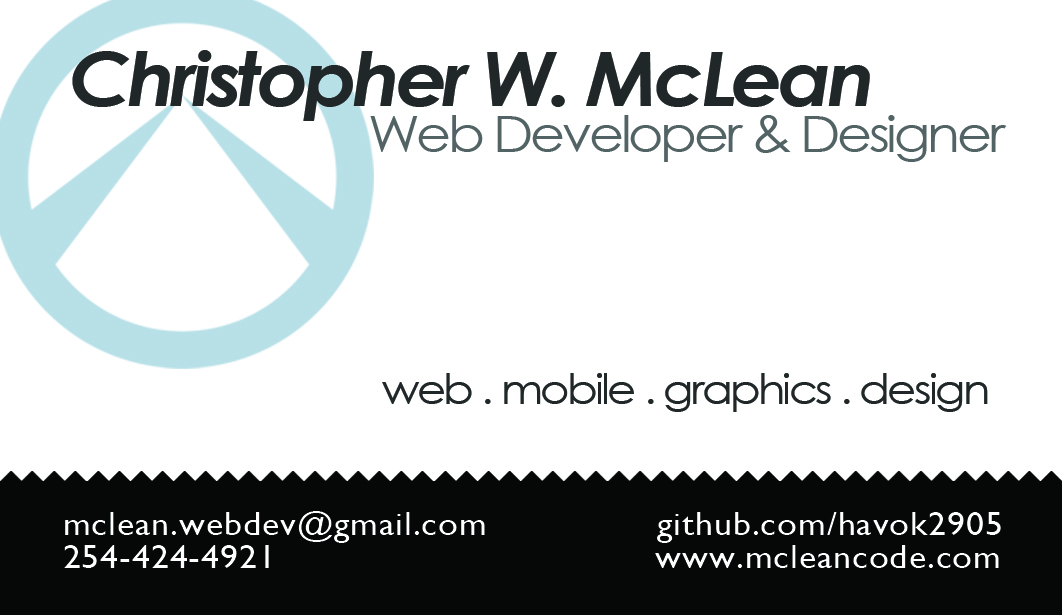 Christopher W. McLean
Web Developer & Designer
web . mobile . graphics . design
mclean.webdev@gmail.com
254-424-4921
github.com/havok2905
www.mcleancode.com